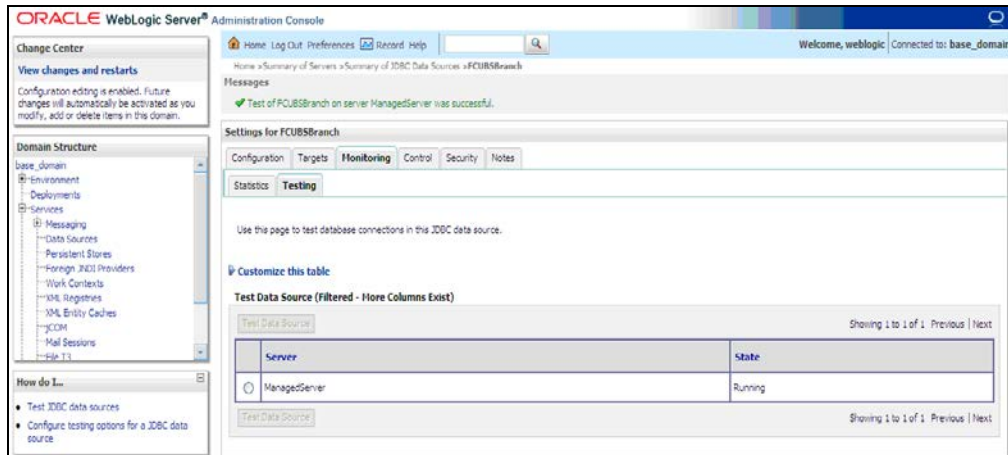 ORACLE WebLogic Server® Administration Console
Change Center
View changes and restarts
Configuration editing is enabled. Future
changes will automatically be activated as you
modify, add or delete items in this domain.
Domain Structure
base_domain
Environment
Deployments
Services
Messaging
Data Sources
Persistent Stores
Foreign JNDI Providers
Work Contexts
XML Registries
XML Entity Caches
jCOM
Mail Sessions
File T3
How do I...
Test JDBC data sources
Configure testing options for a JDBC data
source
Home Log Out Preferences Record Help
Welcome, weblogic Connected to: base_domain
Home >Summary of Servers >Summary of JDBC Data Sources >FCUBSBranch
Messages
Test of FCUBSBranch on server ManagedServer was successful.
Settings for FCUBSBranch
Configuration Targets Monitoring Control Security Notes
Statistics Testing
Use this page to test database connections in this JDBC data source.
Customize this table
Test Data Source (Filtered - More Columns Exist)
Test Data Source Showing 1 to 1 of 1 Previous | Next
Server State
ManagedServer Running
Test Data Source Showing 1 to 1 of 1 Previous | Next